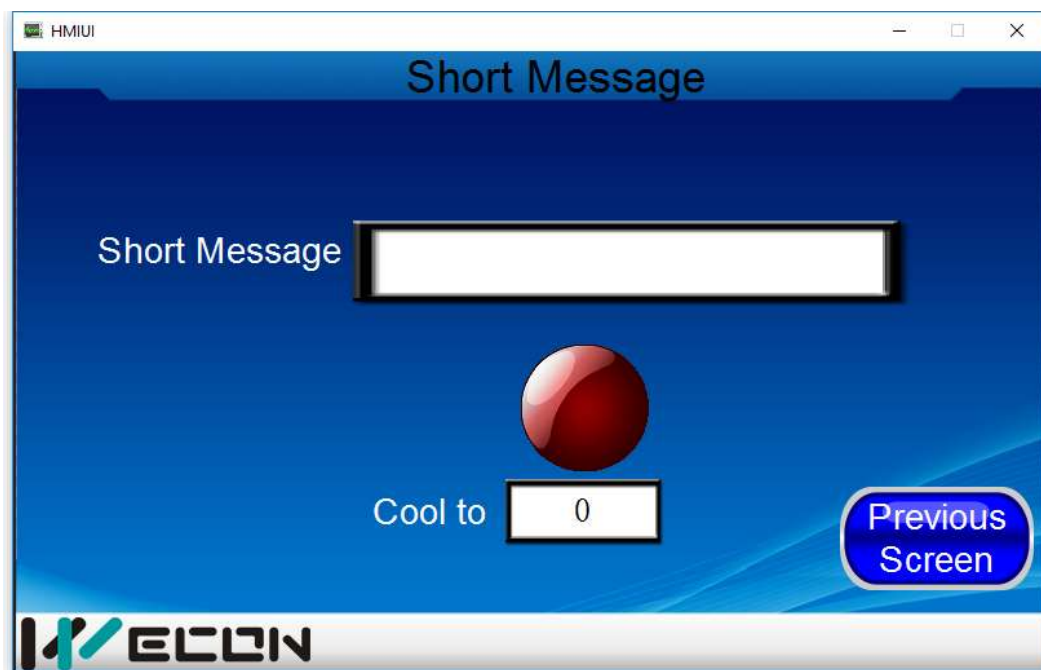 HMIUI
Short Message
Short Message
Cool to 0
Previous
Screen
WECON